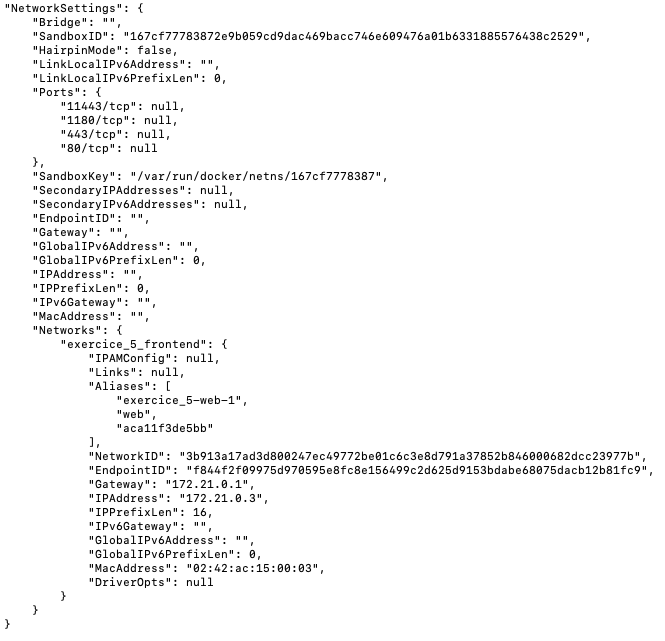 "NetworkSettings": {
    "Bridge": "",
    "SandboxID": "167cf77783872e9b059cd9dac469bacc746e609476a01b6331885576438c2529",
    "HairpinMode": false,
    "LinkLocalIPv6Address": "",
    "LinkLocalIPv6PrefixLen": 0,
    "Ports": {
        "11443/tcp": null,
        "1180/tcp": null,
        "443/tcp": null,
        "80/tcp": null
    },
    "SandboxKey": "/var/run/docker/netns/167cf7778387",
    "SecondaryIPAddresses": null,
    "SecondaryIPv6Addresses": null,
    "EndpointID": "",
    "Gateway": "",
    "GlobalIPv6Address": "",
    "GlobalIPv6PrefixLen": 0,
    "IPAddress": "",
    "IPPrefixLen": 0,
    "IPv6Gateway": "",
    "MacAddress": "",
    "Networks": {
        "exercice_5_frontend": {
            "IPAMConfig": null,
            "Links": null,
            "Aliases": [
                "exercice_5-web-1",
                "web",
                "aca11f3de5bb"
            ],
            "NetworkID": "3b913a17ad3d800247ec49772be01c6c3e8d791a37852b846000682dcc23977b",
            "EndpointID": "f844f2f09975d970595e8fc8e156499c2d625d9153bdabe68075dacb12b81fc9",
            "Gateway": "172.21.0.1",
            "IPAddress": "172.21.0.3",
            "IPPrefixLen": 16,
            "IPv6Gateway": "",
            "GlobalIPv6Address": "",
            "GlobalIPv6PrefixLen": 0,
            "MacAddress": "02:42:ac:15:00:03",
            "DriverOpts": null
        }
    }
}